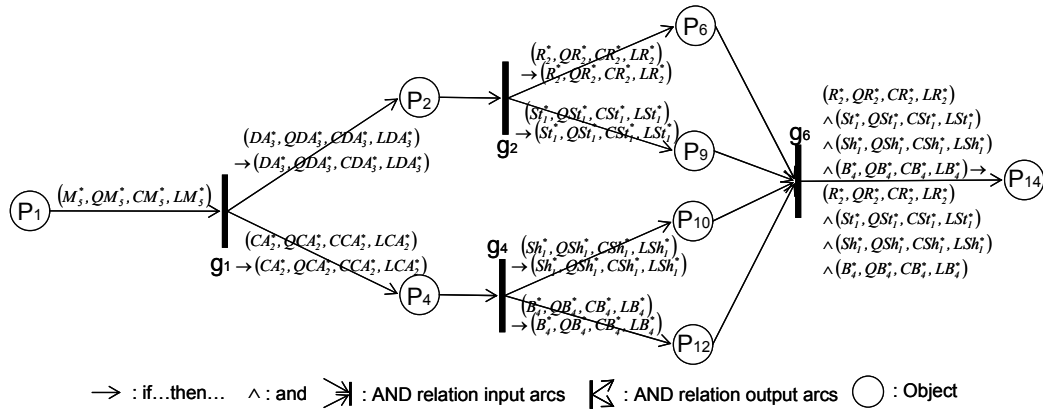 P6
(R₂*, QR₂*, CR₂*, LR₂*)
→(R₂*, QR₂*, CR₂*, LR₂*)
P2
(St₁*, QSt₁*, CSt₁*, LSt₁*)
→(St₁*, QSt₁*, CSt₁*, LSt₁*)
g2
P9
(DA₃*, QDA₃*, CDA₃*, LDA₃*)
→(DA₃*, QDA₃*, CDA₃*, LDA₃*)
(R₂*, QR₂*, CR₂*, LR₂*)
∧(St₁*, QSt₁*, CSt₁*, LSt₁*)
g6
∧(Sh₁*, QSh₁*, CSh₁*, LSh₁*)
∧(B₄*, QB₄*, CB₄*, LB₄*)→
P14
(R₂*, QR₂*, CR₂*, LR₂*)
∧(St₁*, QSt₁*, CSt₁*, LSt₁*)
∧(Sh₁*, QSh₁*, CSh₁*, LSh₁*)
∧(B₄*, QB₄*, CB₄*, LB₄*)
P1
(M₅*, QM₅*, CM₅*, LM₅*)
P10
(CA₂*, QCA₂*, CCA₂*, LCA₂*)
g1
→(CA₂*, QCA₂*, CCA₂*, LCA₂*)
g4
(Sh₁*, QSh₁*, CSh₁*, LSh₁*)
→(Sh₁*, QSh₁*, CSh₁*, LSh₁*)
P4
(B₄*, QB₄*, CB₄*, LB₄*)
→(B₄*, QB₄*, CB₄*, LB₄*)
P12
→ : if...then... ∧ : and : AND relation input arcs : AND relation output arcs : Object